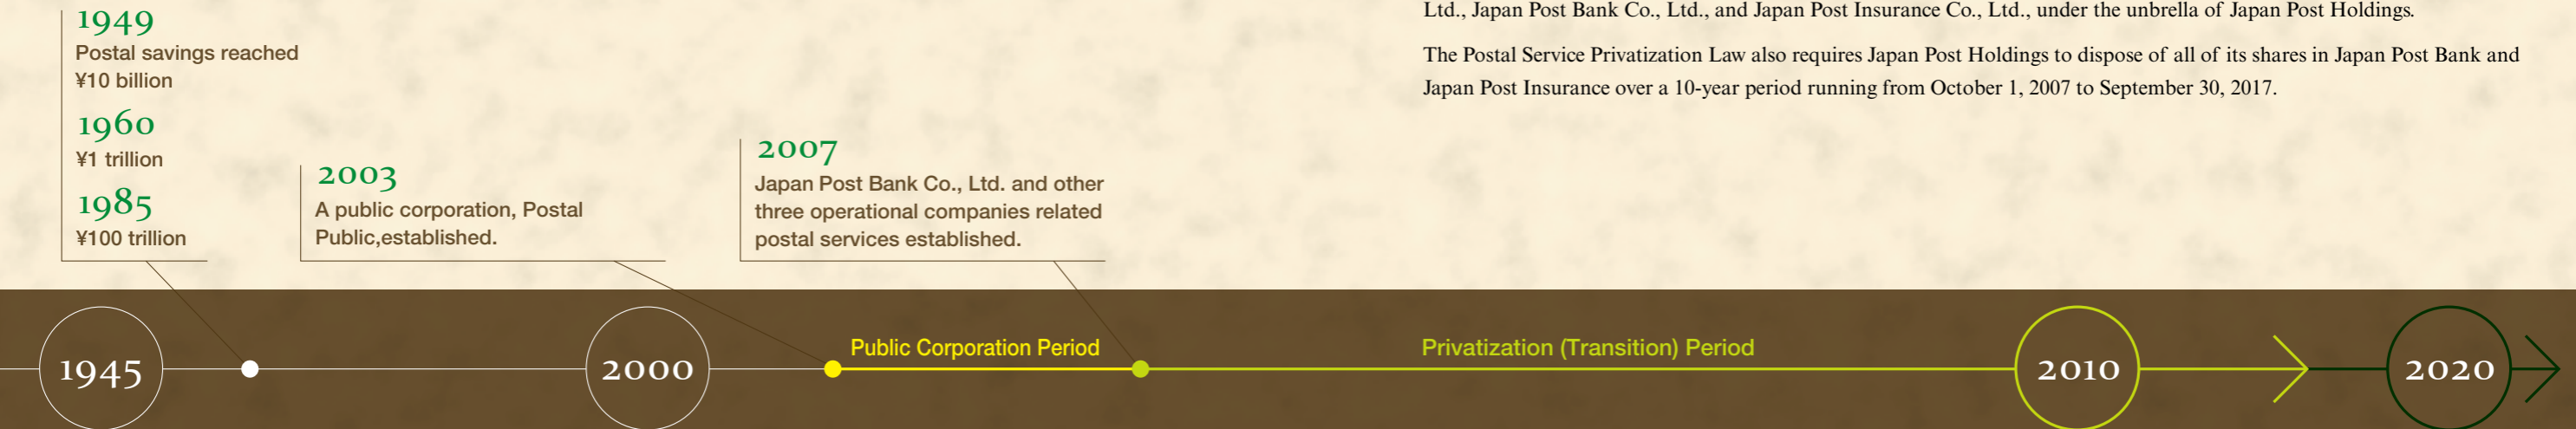 1949
Postal savings reached
¥10 billion
1960
¥1 trillion
1985
¥100 trillion
2003
A public corporation, Postal
Public,established.
2007
Japan Post Bank Co., Ltd. and other
three operational companies related
postal services established.
Ltd., Japan Post Bank Co., Ltd., and Japan Post Insurance Co., Ltd., under the unbrella of Japan Post Holdings.
The Postal Service Privatization Law also requires Japan Post Holdings to dispose of all of its shares in Japan Post Bank and
Japan Post Insurance over a 10-year period running from October 1, 2007 to September 30, 2017.
1945
2000
Public Corporation Period
Privatization (Transition) Period
2010
2020